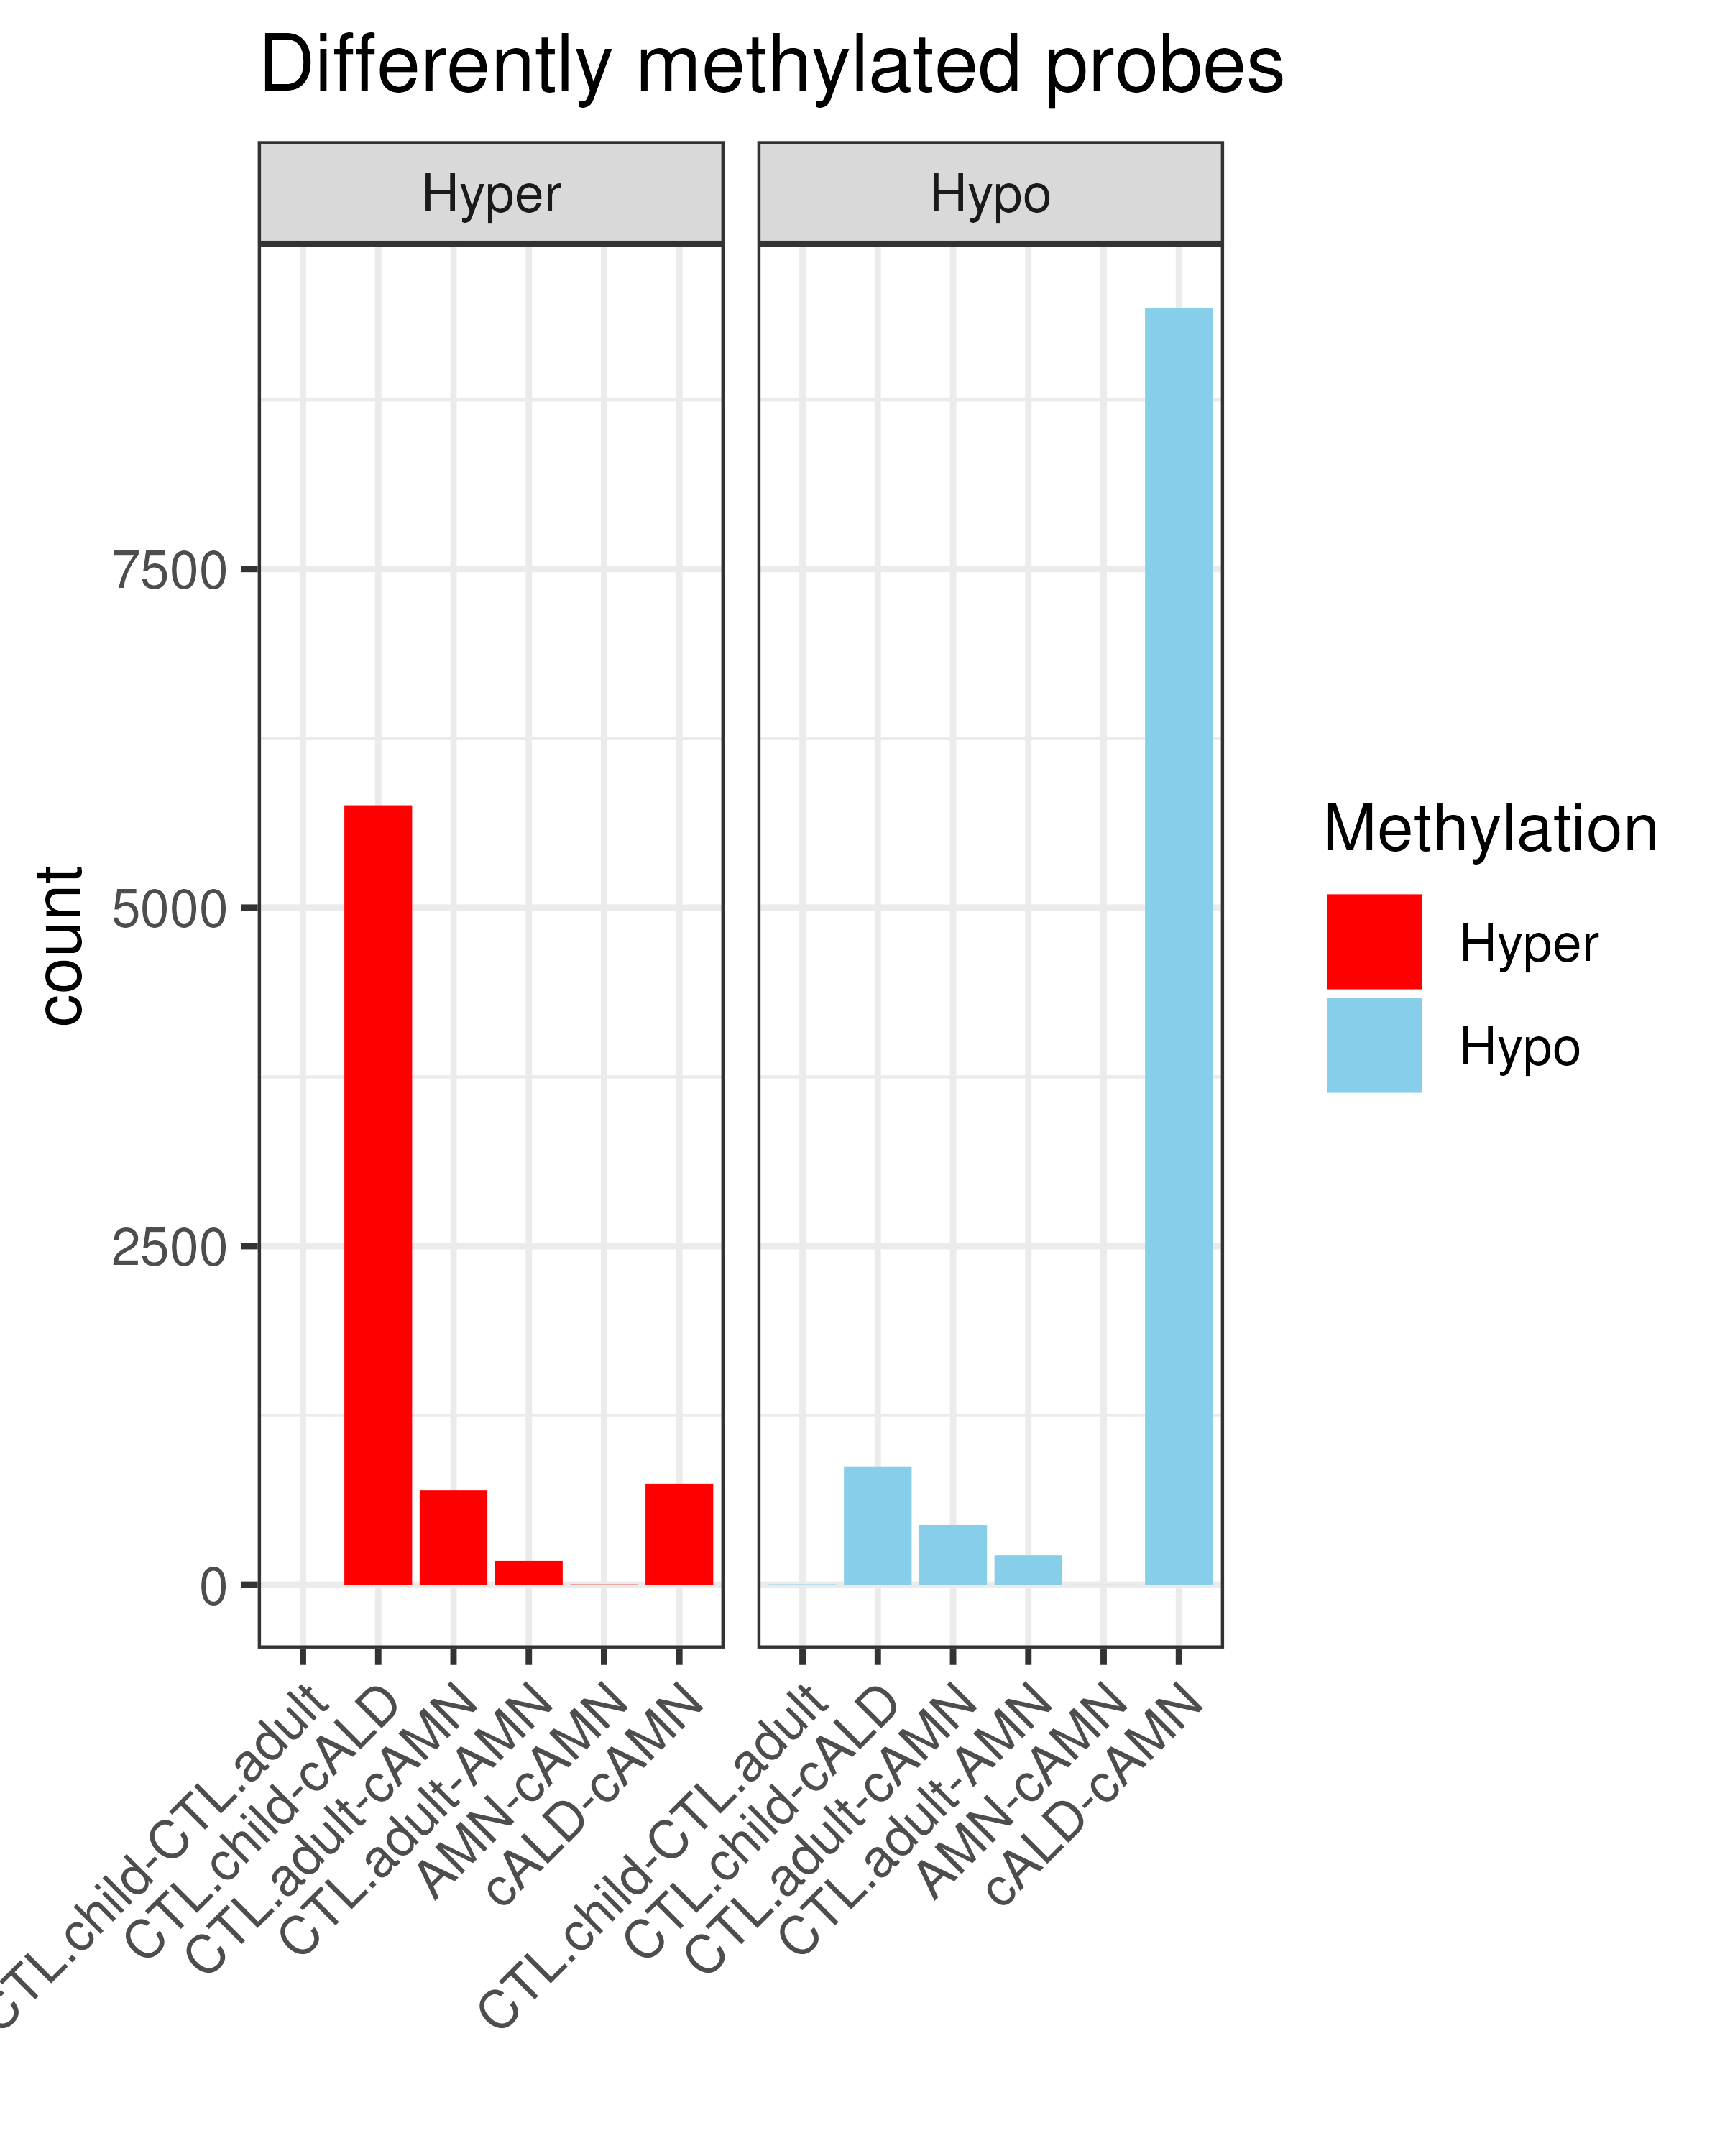 Differently methylated probes
Hyper
Hypo
count
7500
5000
2500
0
Methylation
Hyper
Hypo
CTL.child-CTL.adult
CTL.child-cALD
CTL.adult-cAMN
CTL.adult-AMN
AMN-cAMN
cALD-cAMN
CTL.child-CTL.adult
CTL.child-cALD
CTL.adult-cAMN
CTL.adult-AMN
AMN-cAMN
cALD-cAMN